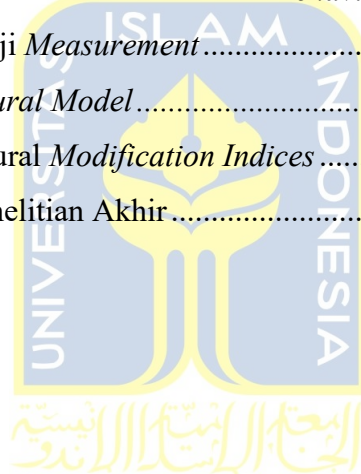 ji Measurement....................
ural Model.......................
ural Modification Indices.....
nelitian Akhir.....................
ISLAM
UNIVERSITAS
INDONESIA